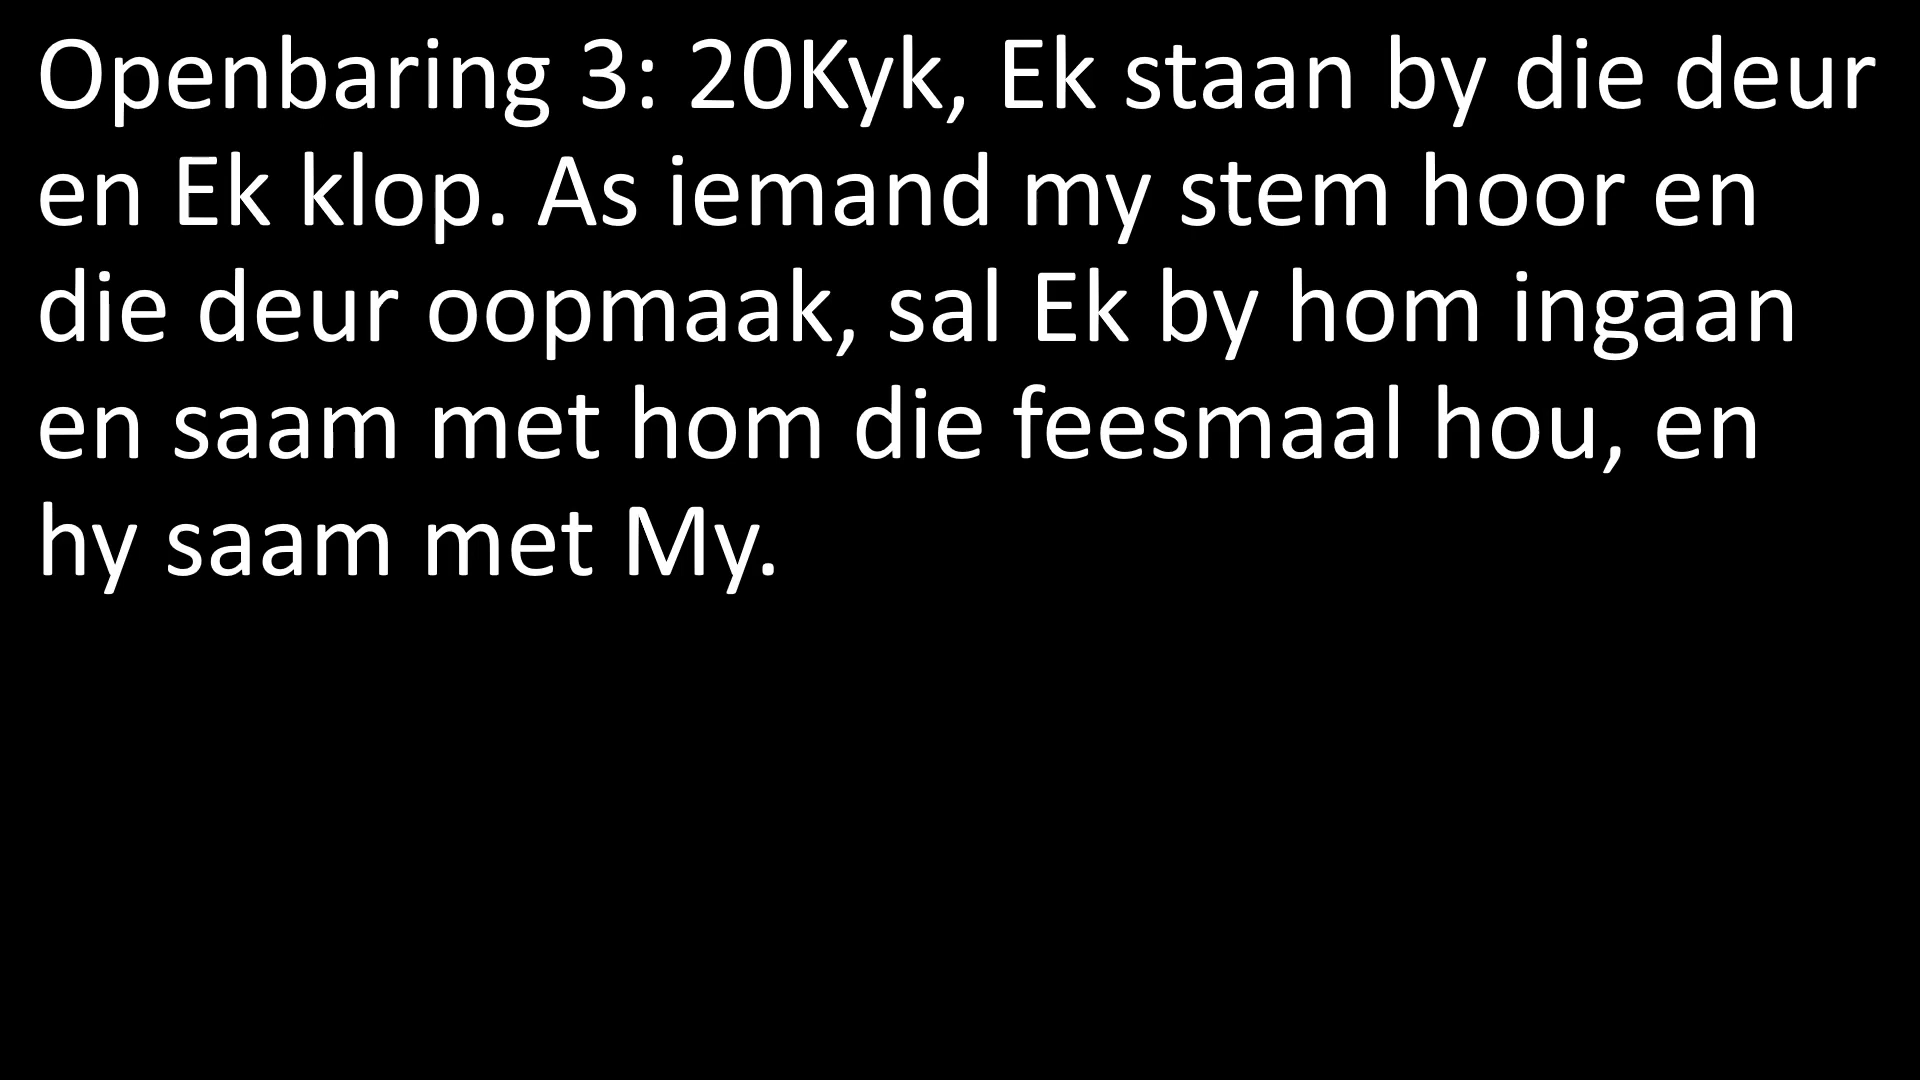 Openbaring 3: 20Kyk, Ek staan by die deur
en Ek klop. As iemand my stem hoor en
die deur oopmaak, sal Ek by hom ingaan
en saam met hom die feesmaal hou, en
hy saam met My.